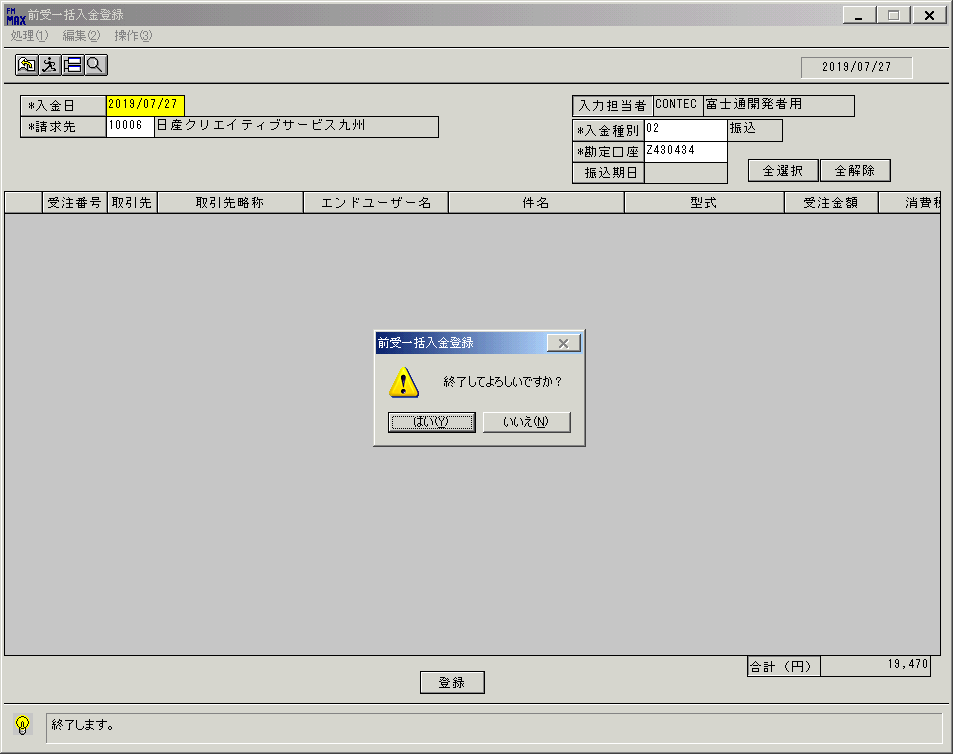 FM MAX 前受一括入金登録
処理(1) 編集(2) 操作(3)
2019/07/27
*入金日 2019/07/27
*請求先 10006 日産クリエイティブサービス九州
入力担当者 CONTEC 富士通開発者用
*入金種別 02 振込
*勘定口座 Z430434
振込期日
全選択 全解除
受注番号 取引先 取引先略称 エンドユーザー名 件名 型式 受注金額 消費税
前受一括入金登録
終了してよろしいですか?
はい(Y) いいえ(N)
合計(円) 19,470
登録
終了します。